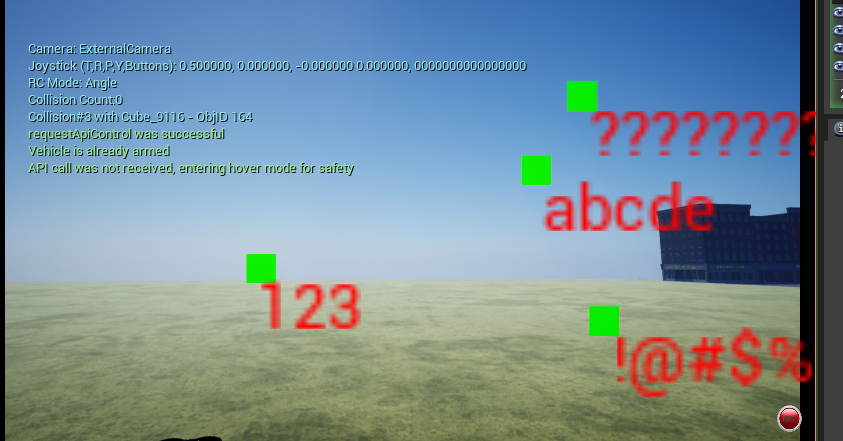 Camera: ExternalCamera
Joystick (T,R,P,Y,Buttons): 0.500000, 0.000000, -0.000000 0.000000, 0000000000000000
RC Mode: Angle
Collision Count:0
Collision#3 with Cube_9116 - ObjID 164
requestApiControl was successful
Vehicle is already armed
API call was not received, entering hover mode for safety
????????
abcde
123
!@#$%